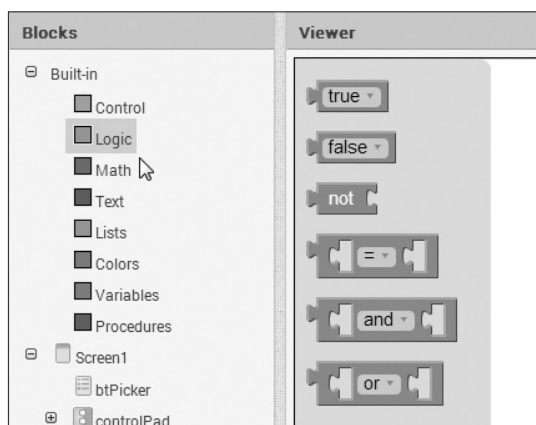 Blocks
Viewer
Built-in
Control
Logic
Math
Text
Lists
Colors
Variables
Procedures
Screen1
btPicker
controlPad
true
false
not
=
and
or